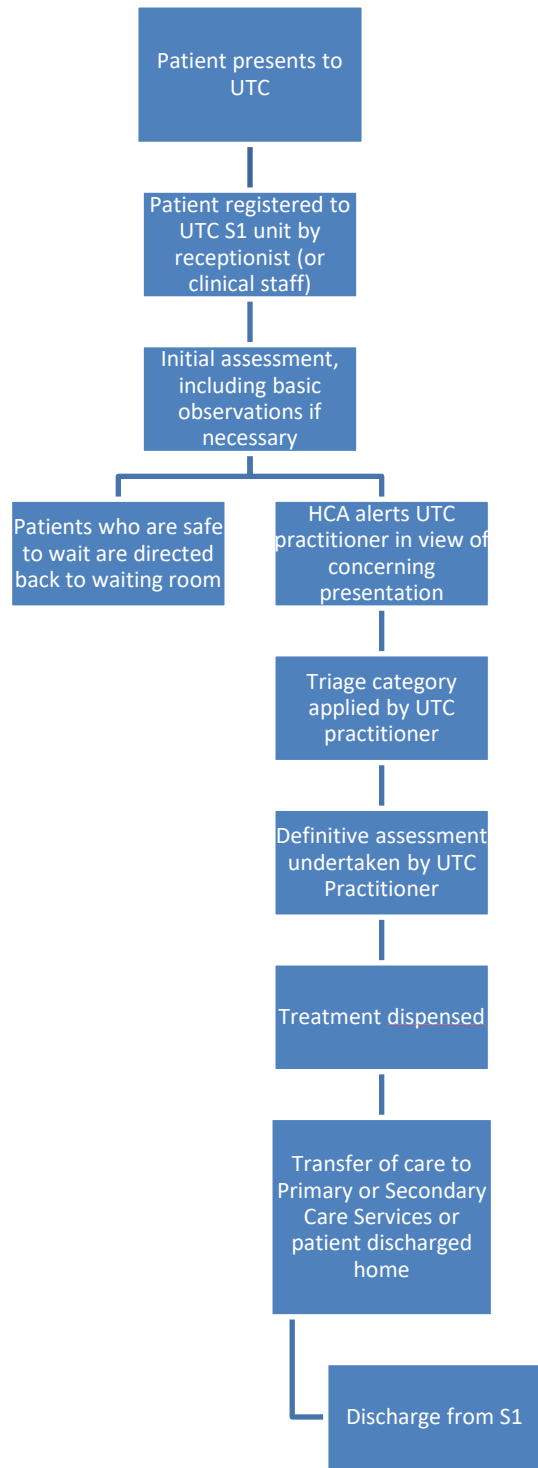 Patient presents to
UTC
Patient registered to
UTC S1 unit by
receptionist (or
clinical staff)
Initial assessment,
including basic
observations if
necessary
Patients who are safe
to wait are directed
back to waiting room
HCA alerts UTC
practitioner in view of
concerning
presentation
Triage category
applied by UTC
practitioner
Definitive assessment
undertaken by UTC
Practitioner
Treatment dispensed
Transfer of care to
Primary or Secondary
Care Services or
patient discharged
home
Discharge from S1